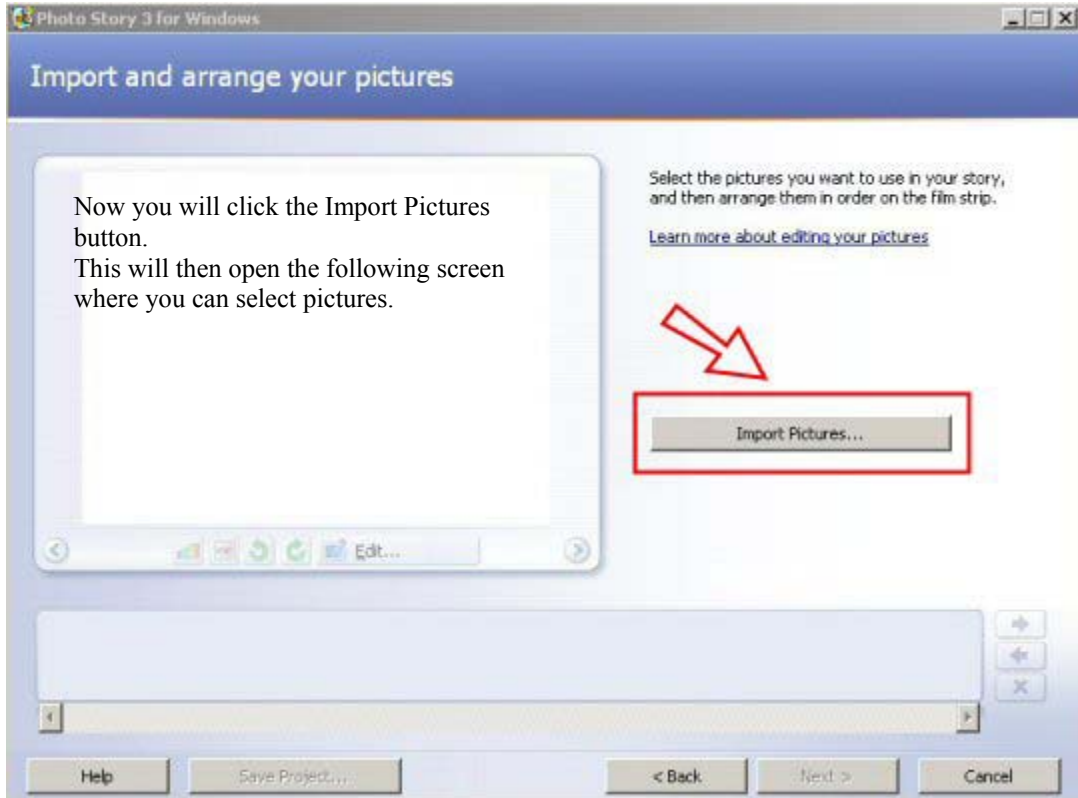 Photo Story 3 for Windows
Import and arrange your pictures
Now you will click the Import Pictures
button.
This will then open the following screen
where you can select pictures.
Select the pictures you want to use in your story,
and then arrange them in order on the film strip.
Learn more about editing your pictures
Import Pictures...
Edit...
Help
Save Project...
< Back
Next >
Cancel